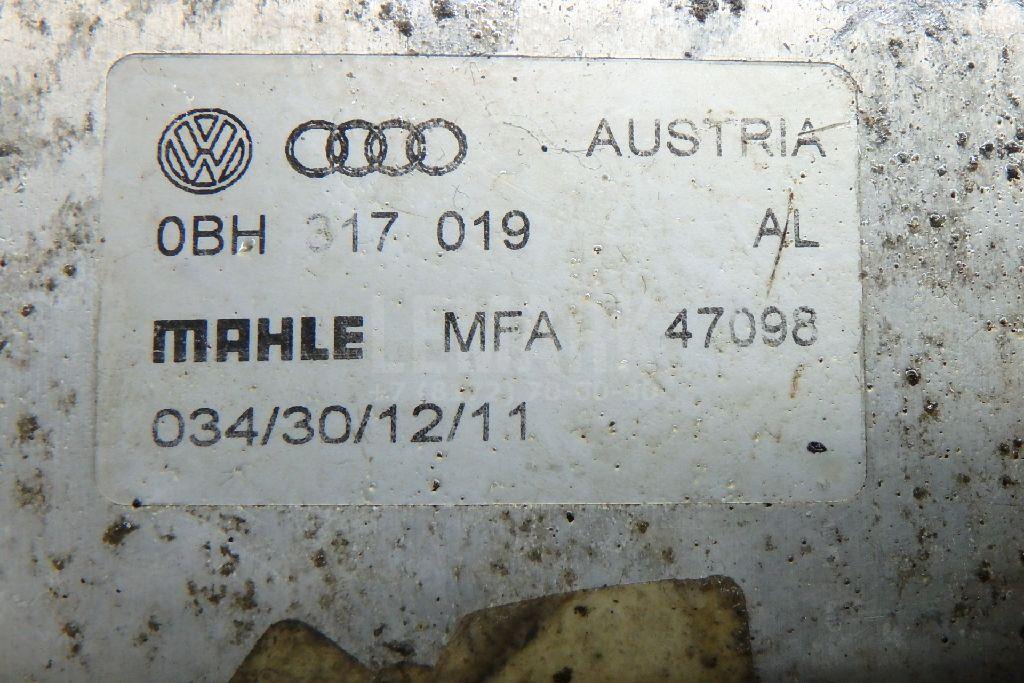 AUSTRIA
0BH 317 019 AL
MAHLE MFA 47098
034/30/12/11